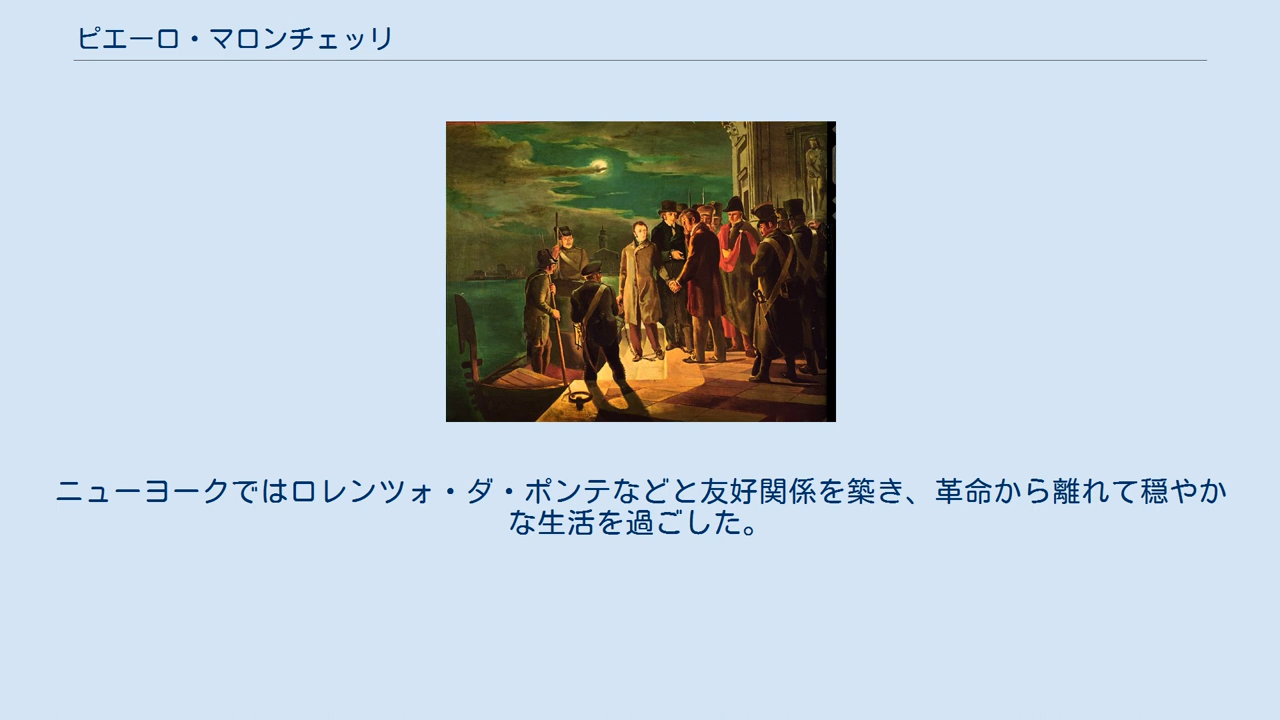 ピエーロ・マロンチェッリ
ニューヨークではロレンツォ・ダ・ポンテなどと友好関係を築き、革命から離れて穏やか
な生活を過ごした。